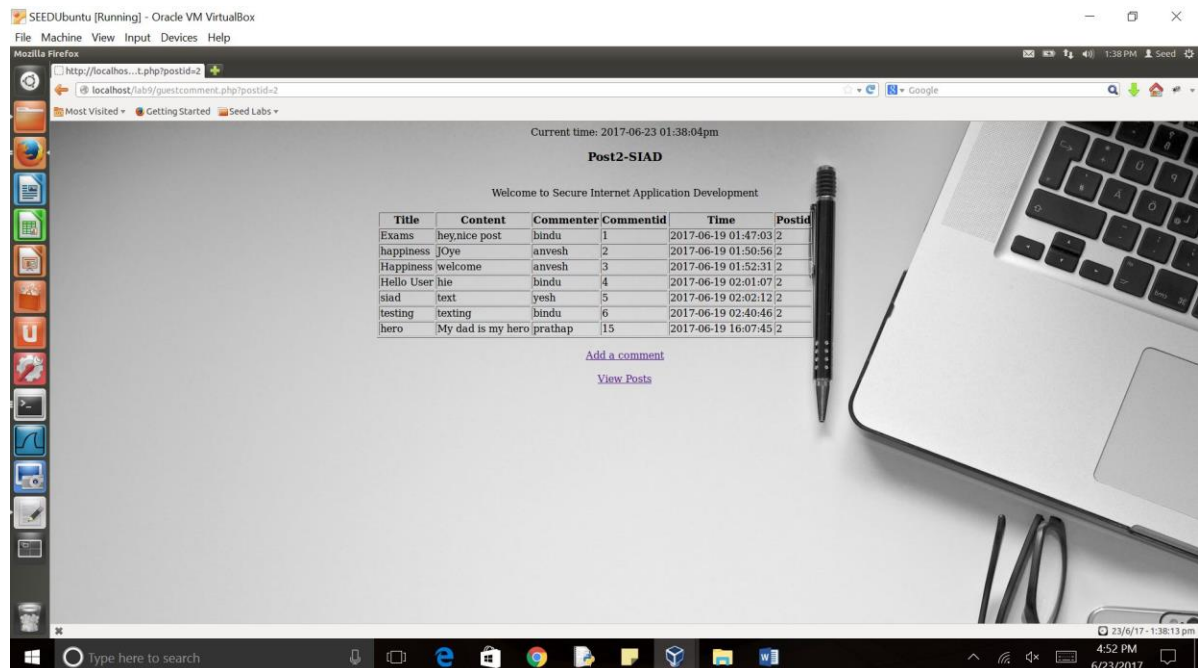 SEEDUbuntu [Running] - Oracle VM VirtualBox
File Machine View Input Devices Help
Mozilla Firefox 1:38 PM Seed
http://localhos...t.php?postid=2
localhost/lab9/guestcomment.php?postid=2 Google
Most Visited Getting Started Seed Labs
Current time: 2017-06-23 01:38:04pm
Post2-SIAD
Welcome to Secure Internet Application Development
Title Content Commenter Commentid Time Postid
Exams hey,nice post bindu 1 2017-06-19 01:47:03 2
happiness JOye anvesh 2 2017-06-19 01:50:56 2
Happiness welcome anvesh 3 2017-06-19 01:52:31 2
Hello User hie bindu 4 2017-06-19 02:01:07 2
siad text yesh 5 2017-06-19 02:02:12 2
testing texting bindu 6 2017-06-19 02:40:46 2
hero My dad is my hero prathap 15 2017-06-19 16:07:45 2
Add a comment
View Posts
23/6/17 - 1:38:13 pm
Type here to search
4:52 PM
6/23/2017